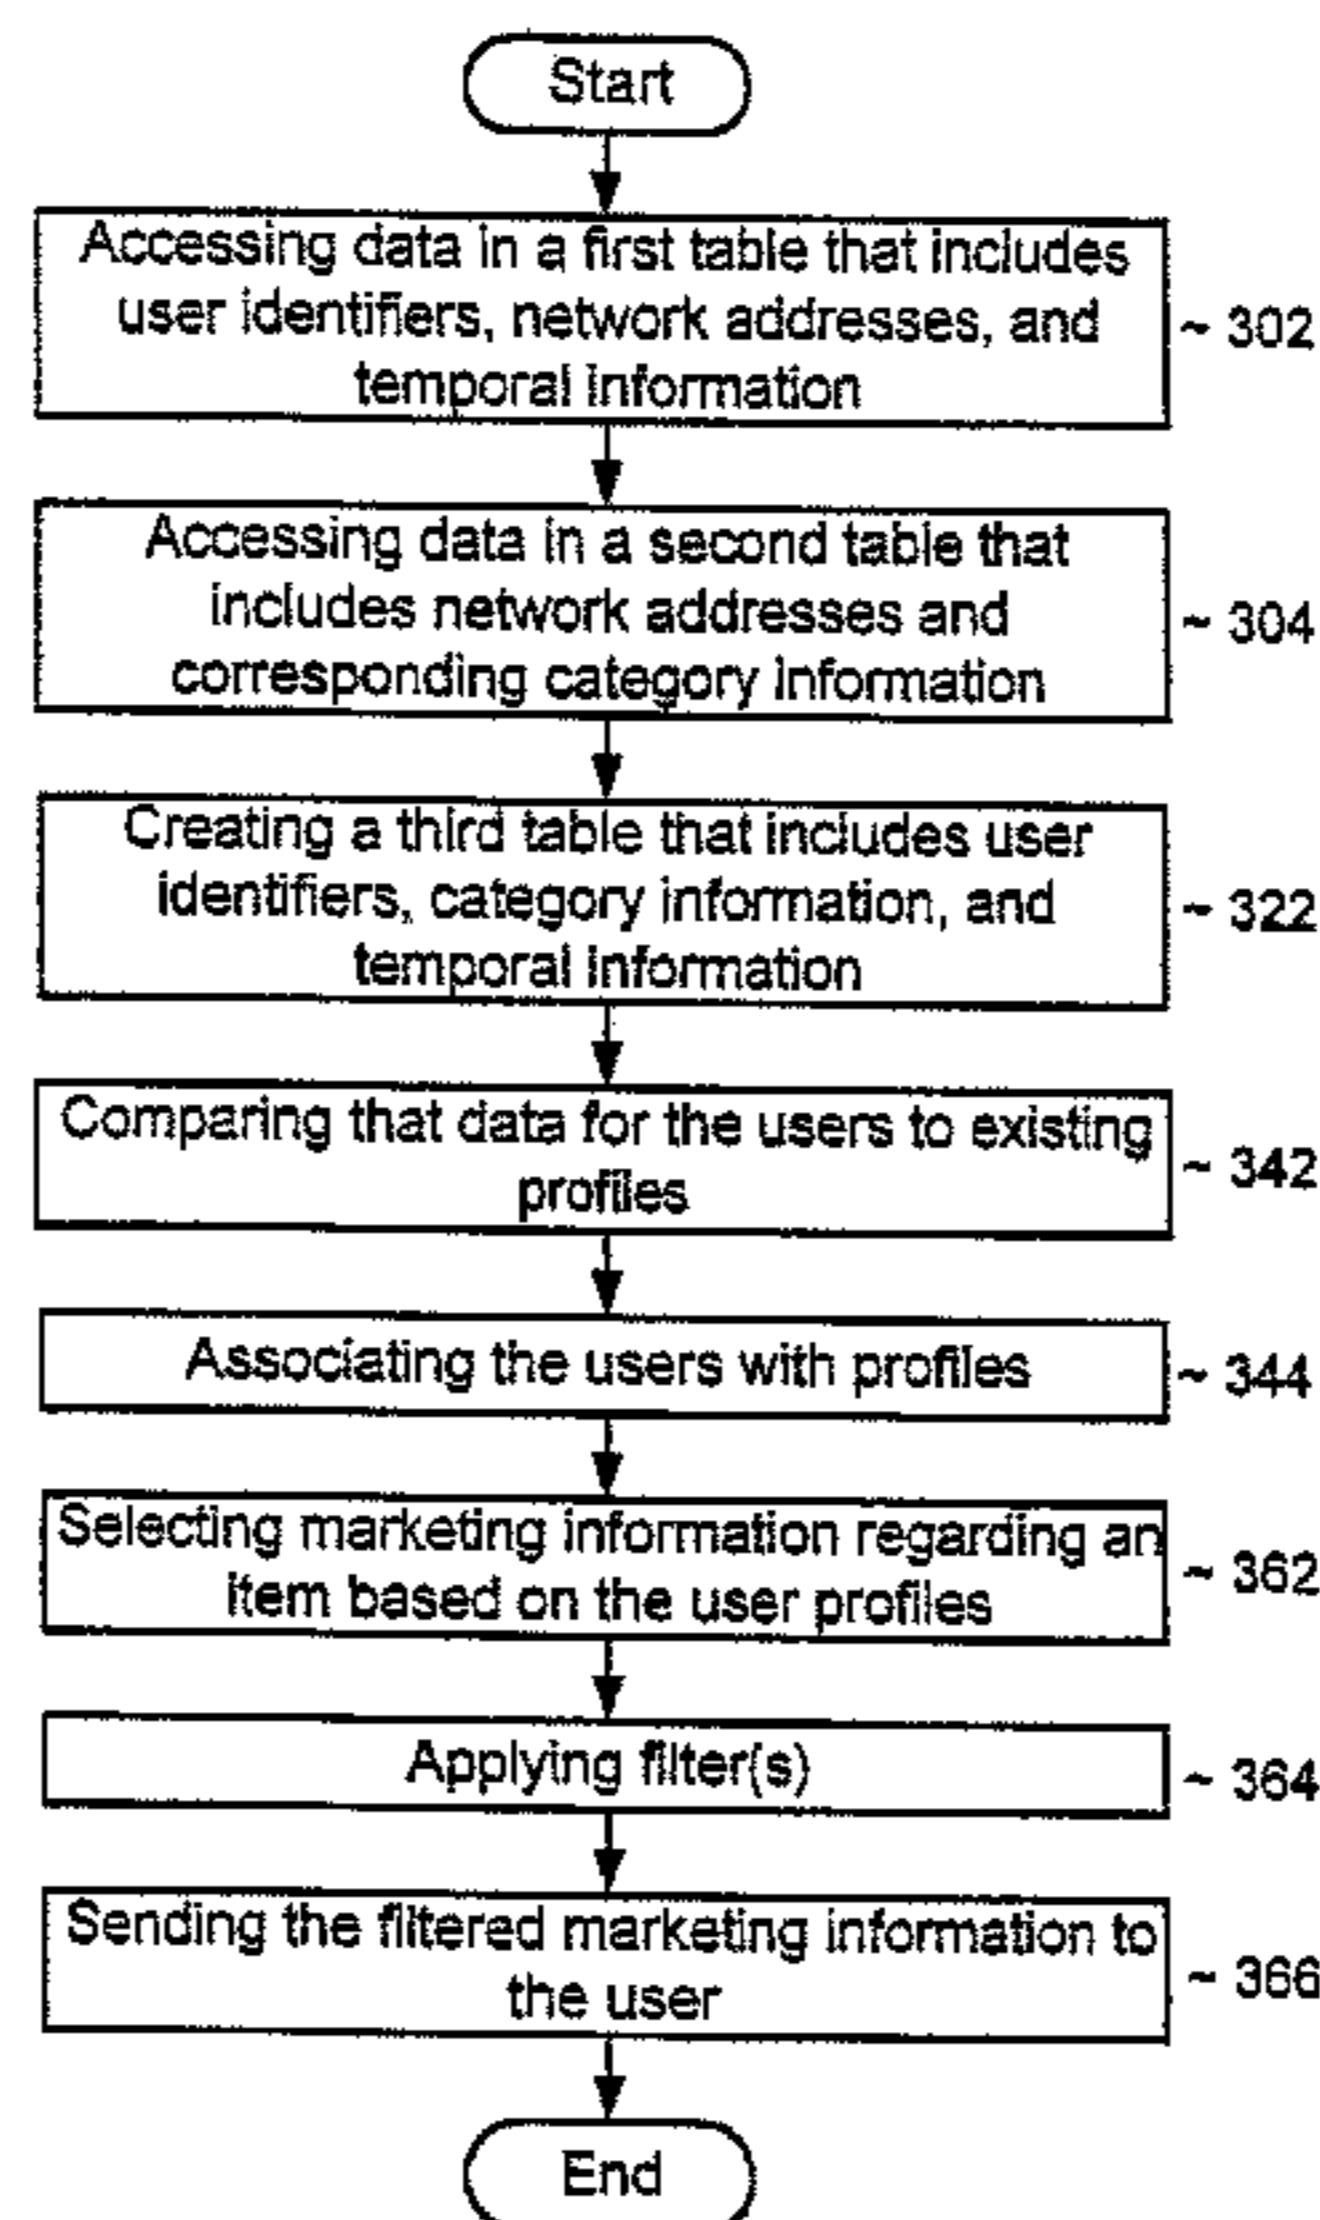 Start
Accessing data in a first table that includes
user identifiers, network addresses, and
temporal information
~ 302
Accessing data in a second table that
includes network addresses and
corresponding category information
~ 304
Creating a third table that includes user
identifiers, category information, and
temporal information
~ 322
Comparing that data for the users to existing
profiles
~ 342
Associating the users with profiles
~ 344
Selecting marketing information regarding an
item based on the user profiles
~ 362
Applying filter(s)
~ 364
Sending the filtered marketing information to
the user
~ 366
End